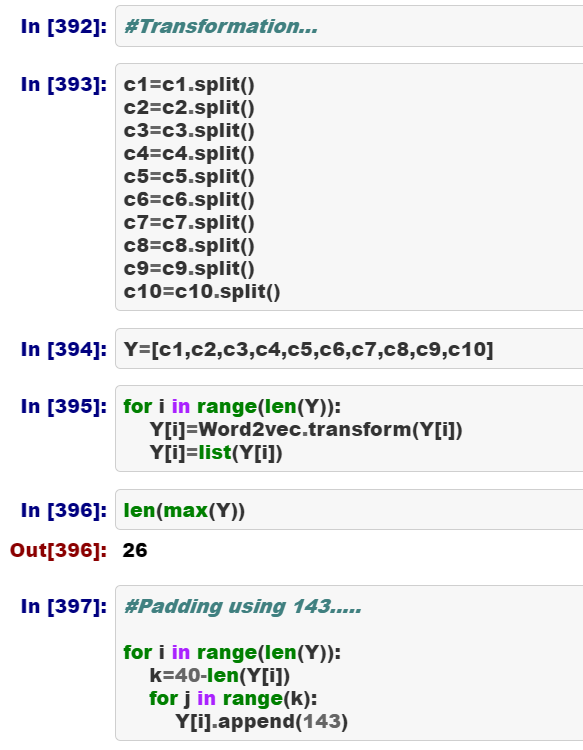 In [392]: #Transformation...
In [393]: c1=c1.split()
c2=c2.split()
c3=c3.split()
c4=c4.split()
c5=c5.split()
c6=c6.split()
c7=c7.split()
c8=c8.split()
c9=c9.split()
c10=c10.split()
In [394]: Y=[c1,c2,c3,c4,c5,c6,c7,c8,c9,c10]
In [395]: for i in range(len(Y)):
    Y[i]=Word2vec.transform(Y[i])
    Y[i]=list(Y[i])
In [396]: len(max(Y))
Out[396]: 26
In [397]: #Padding using 143.....
for i in range(len(Y)):
    k=40-len(Y[i])
    for j in range(k):
        Y[i].append(143)